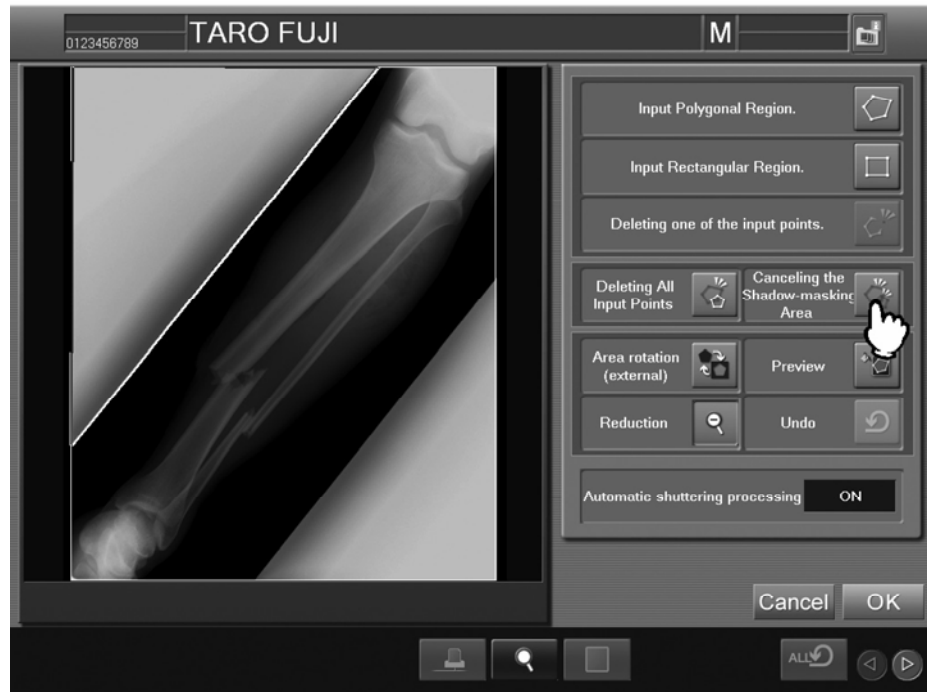 0123456789 TARO FUJI M
Input Polygonal Region.
Input Rectangular Region.
Deleting one of the input points.
Deleting All
Input Points
Canceling the
Shadow-masking
Area
Area rotation
(external)
Preview
Reduction
Undo
Automatic shuttering processing ON
Cancel OK
ALL